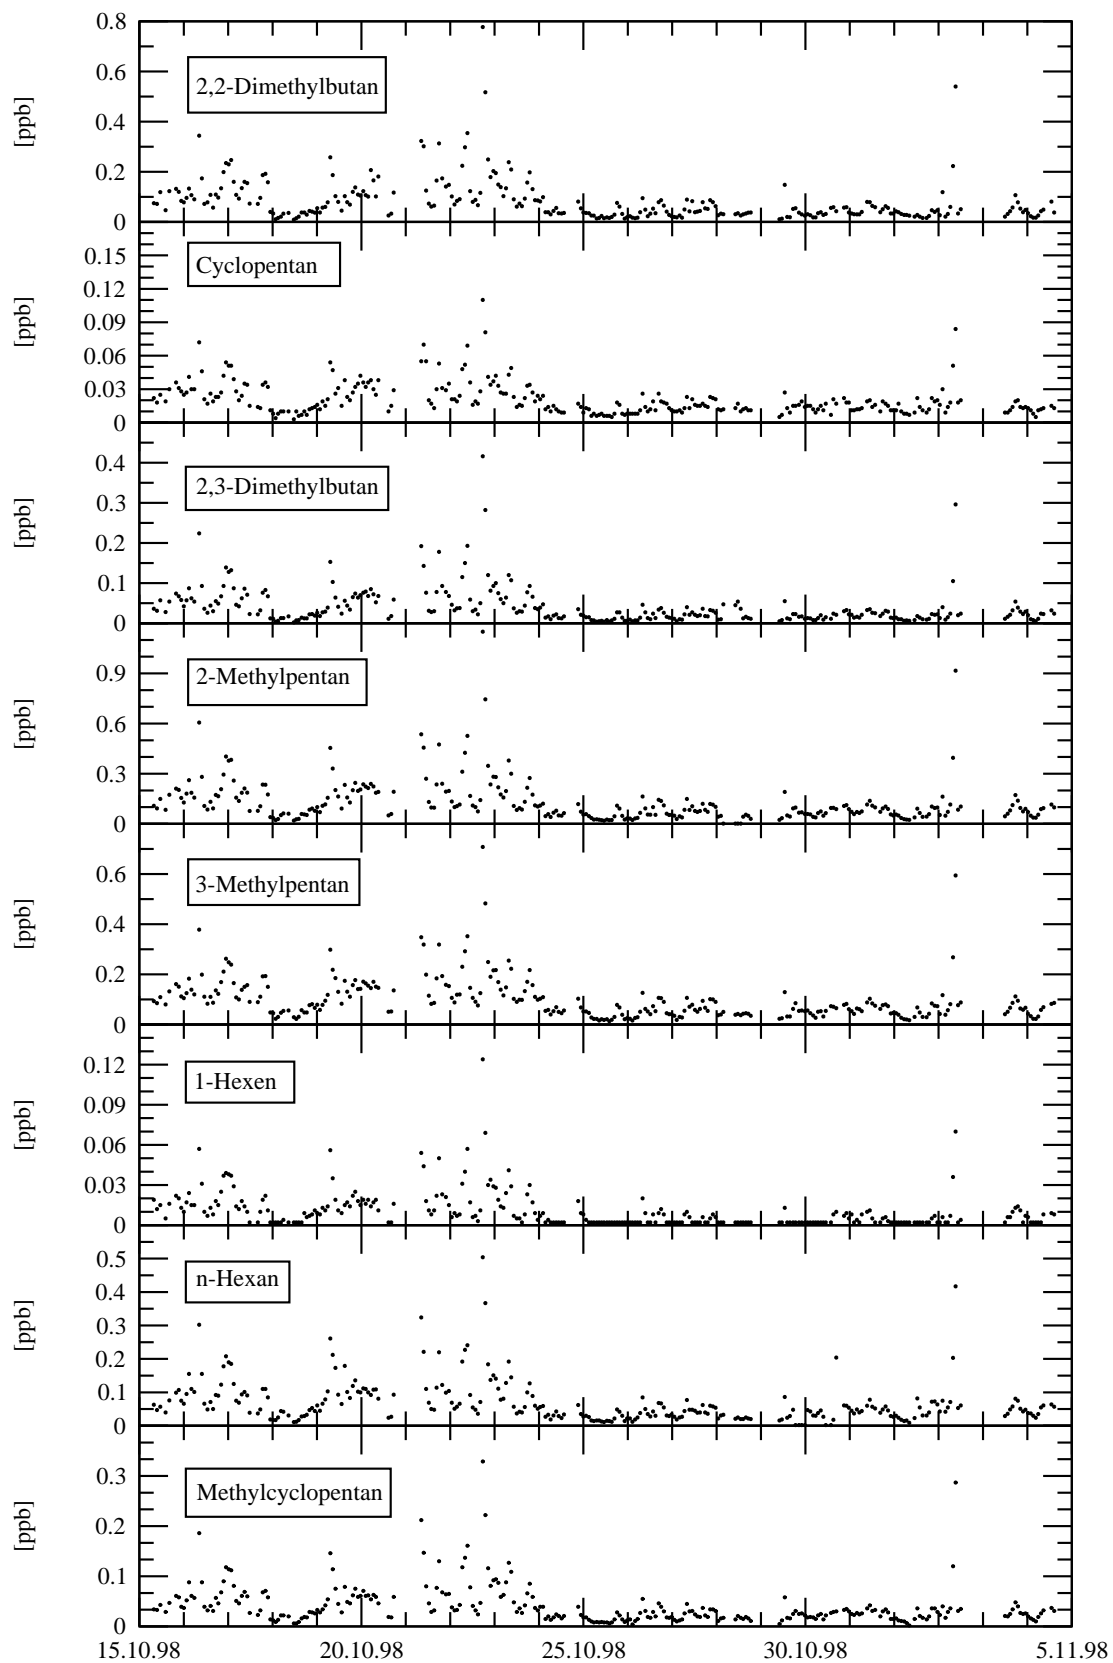 0.8
0.6
0.4
0.2
0
[ppb]
2,2-Dimethylbutan
0.15
0.12
0.09
0.06
0.03
0
[ppb]
Cyclopentan
0.4
0.3
0.2
0.1
0
[ppb]
2,3-Dimethylbutan
0.9
0.6
0.3
0
[ppb]
2-Methylpentan
0.6
0.4
0.2
0
[ppb]
3-Methylpentan
0.12
0.09
0.06
0.03
0
[ppb]
1-Hexen
0.5
0.4
0.3
0.2
0.1
0
[ppb]
n-Hexan
0.3
0.2
0.1
0
[ppb]
Methylcyclopentan
15.10.98 20.10.98 25.10.98 30.10.98 5.11.98